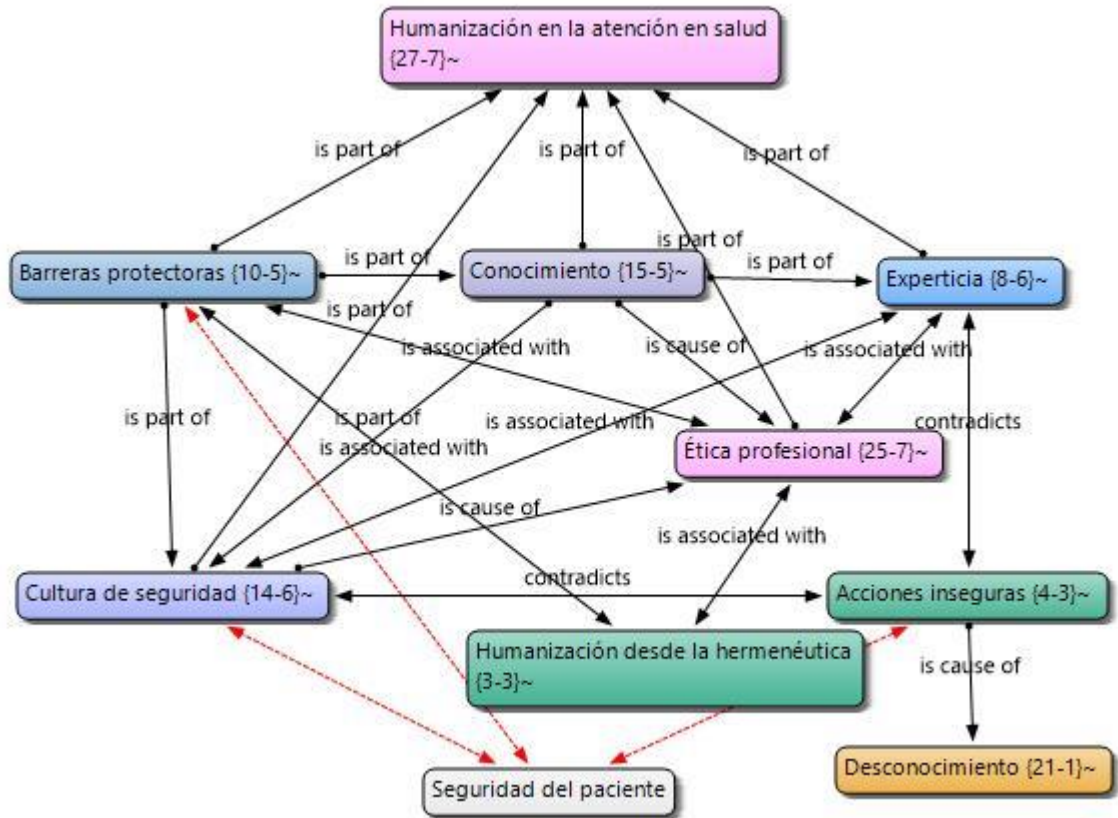 Humanización en la atención en salud
{27-7}~
is part of
is part of
is part of
Barreras protectoras {10-5}~
is part of
Conocimiento {15-5}~
is part of
is part of
Experticia {8-6}~
is part of
is associated with
is cause of
is associated with
is part of
is part of
is associated with
contradicts
is associated with
Ética profesional {25-7}~
is cause of
is associated with
Cultura de seguridad {14-6}~
contradicts
Acciones inseguras {4-3}~
Humanización desde la hermenéutica
{3-3}~
is cause of
Desconocimiento {21-1}~
Seguridad del paciente